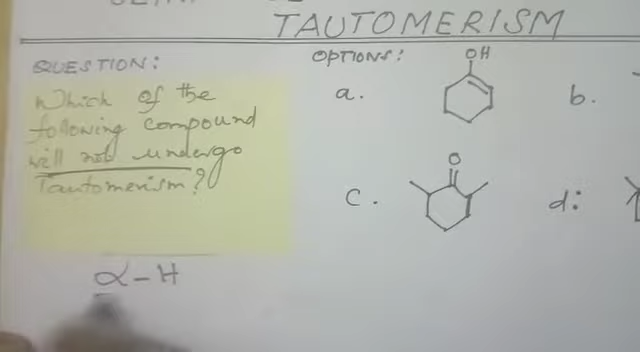 TAUTOMERISM
QUESTION:
Which of the
following compound
will not undergo
Tautomerism?
OPTIONS:
a.
OH
b.
c.
O
d:
α-H